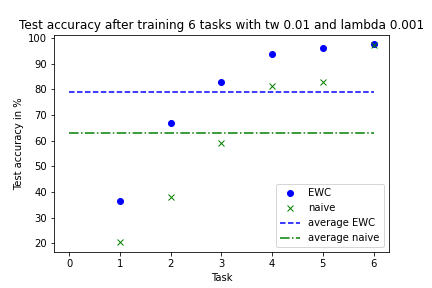 Test accuracy after training 6 tasks with tw 0.01 and lambda 0.001
100
90
80
70
60
50
40
30
20
Test accuracy in %
EWC
naive
average EWC
average naive
0 1 2 3 4 5 6
Task